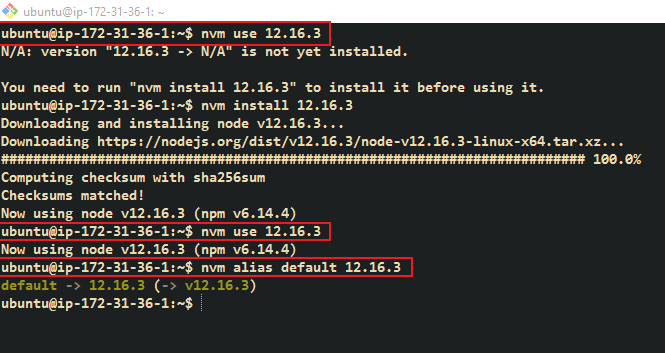 ubuntu@ip-172-31-36-1: ~
ubuntu@ip-172-31-36-1:~$ nvm use 12.16.3
N/A: version "12.16.3 -> N/A" is not yet installed.
You need to run "nvm install 12.16.3" to install it before using it.
ubuntu@ip-172-31-36-1:~$ nvm install 12.16.3
Downloading and installing node v12.16.3...
Downloading https://nodejs.org/dist/v12.16.3/node-v12.16.3-linux-x64.tar.xz...
######################################################################### 100.0%
Computing checksum with sha256sum
Checksums matched!
Now using node v12.16.3 (npm v6.14.4)
ubuntu@ip-172-31-36-1:~$ nvm use 12.16.3
Now using node v12.16.3 (npm v6.14.4)
ubuntu@ip-172-31-36-1:~$ nvm alias default 12.16.3
default -> 12.16.3 (-> v12.16.3)
ubuntu@ip-172-31-36-1:~$